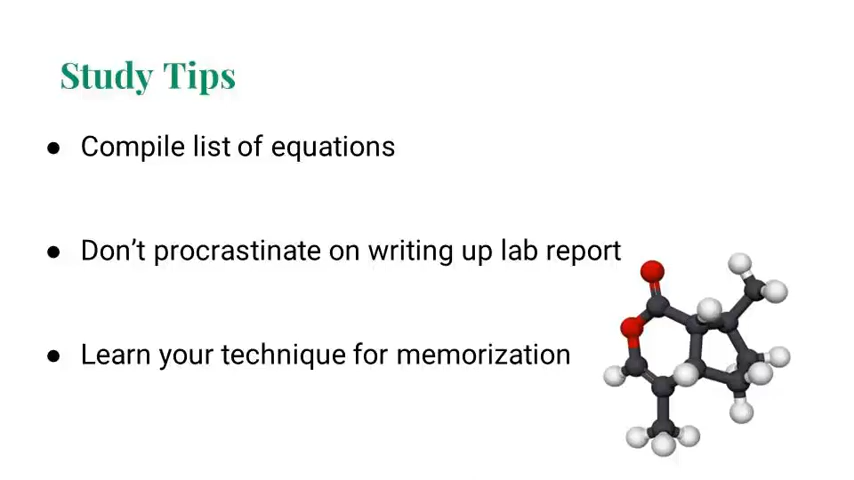 Study Tips
● Compile list of equations
● Don't procrastinate on writing up lab report
● Learn your technique for memorization